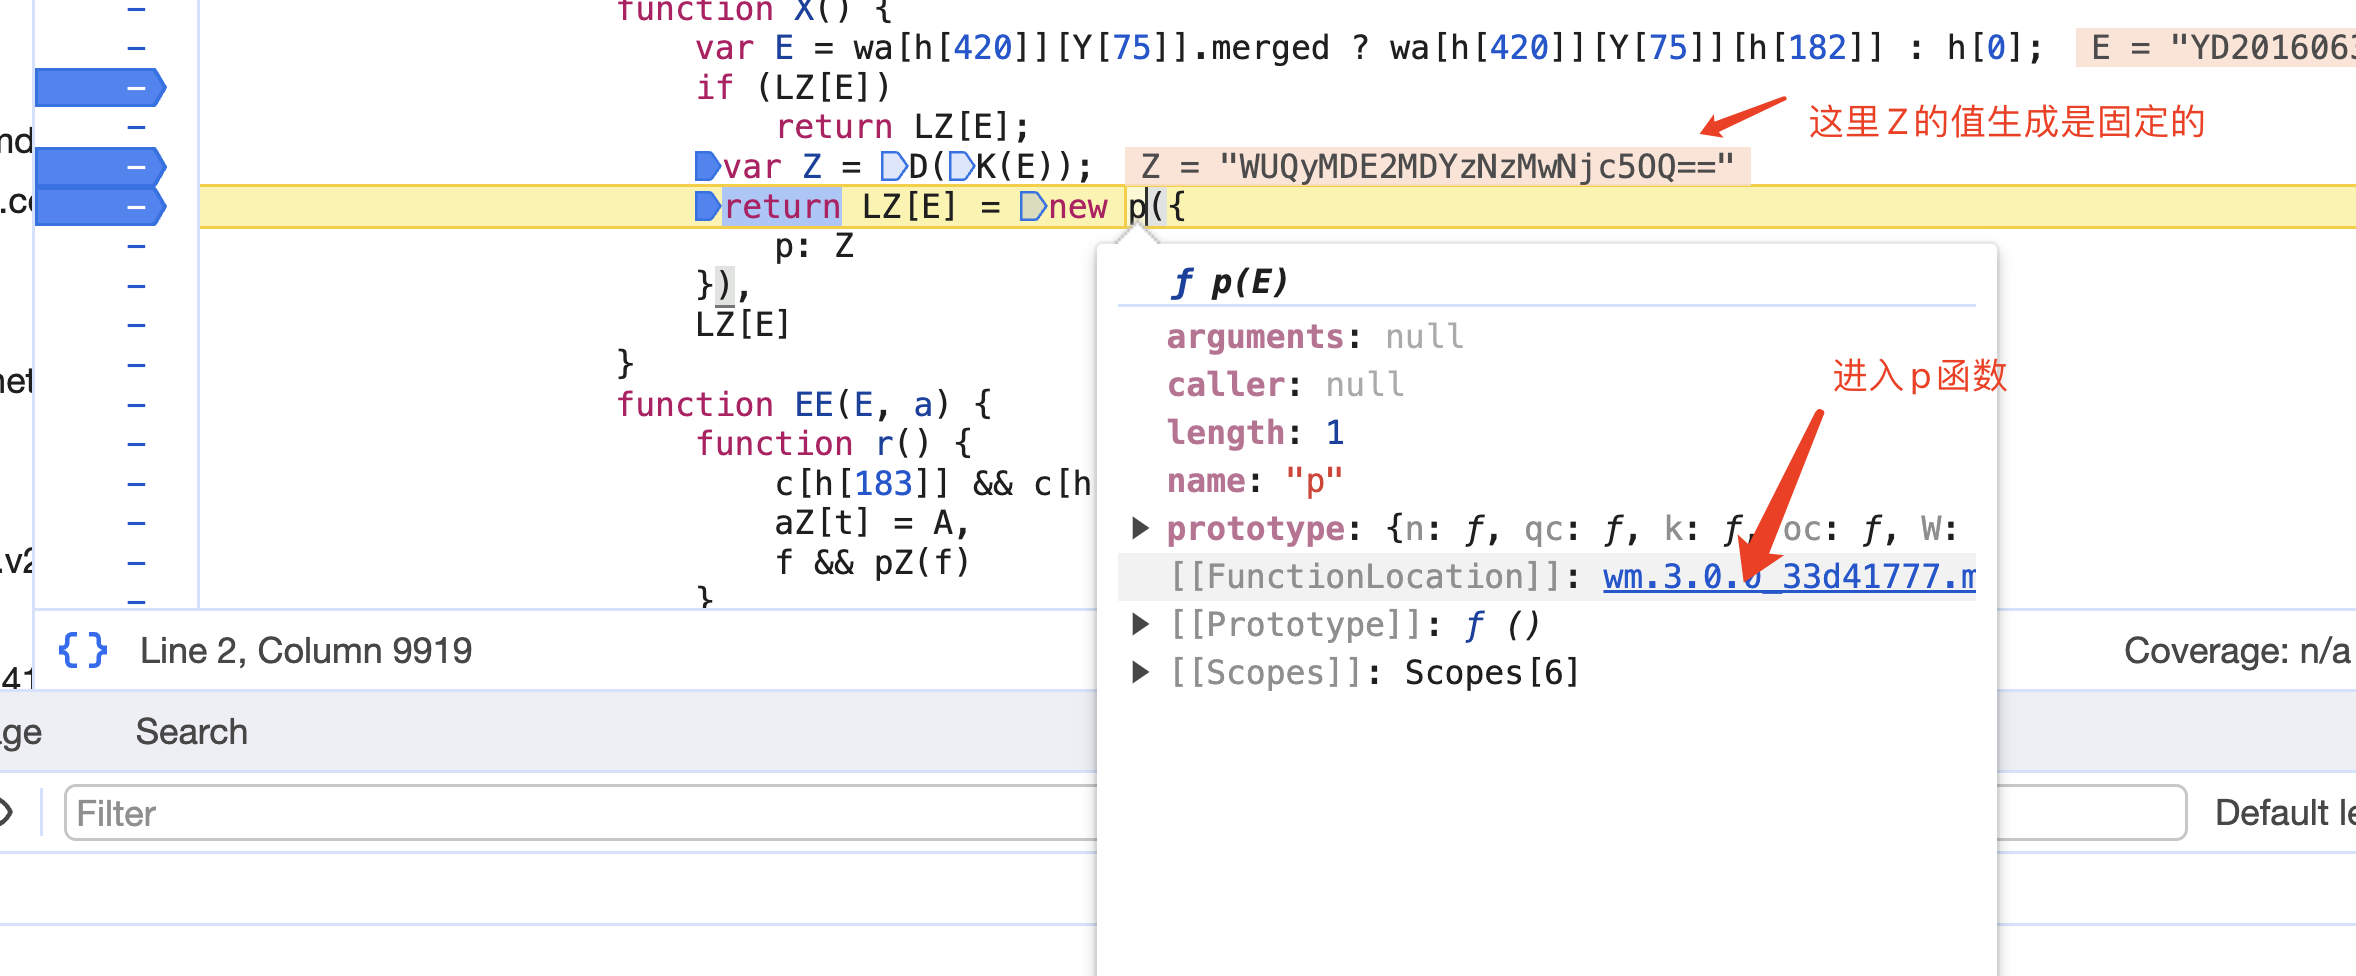 function X() {
var E = wa[h[420]][Y[75]].merged ? wa[h[420]][Y[75]][h[182]] : h[0]; E = "YD2016063
if (LZ[E])
return LZ[E];
这里Z的值生成是固定的
var Z = D(K(E)); Z = "WUQyMDE2MDYzNzMwNjc5OQ=="
return LZ[E] = new p({
p: Z
}),
LZ[E]
}
function EE(E, a) {
function r() {
c[h[183]] && c[h
aZ[t] = A,
f && pZ(f)
}
ƒ p(E)
arguments: null
caller: null
进入p函数
length: 1
name: "p"
prototype: {n: ƒ, qc: ƒ, k: ƒ, oc: ƒ, W:
[[FunctionLocation]]: wm.3.0.0_33d41777.m
[[Prototype]]: ƒ ()
[[Scopes]]: Scopes[6]
nd
.co
net
.v2
41
{} Line 2, Column 9919
Coverage: n/a
ge
Search
Filter
Default le